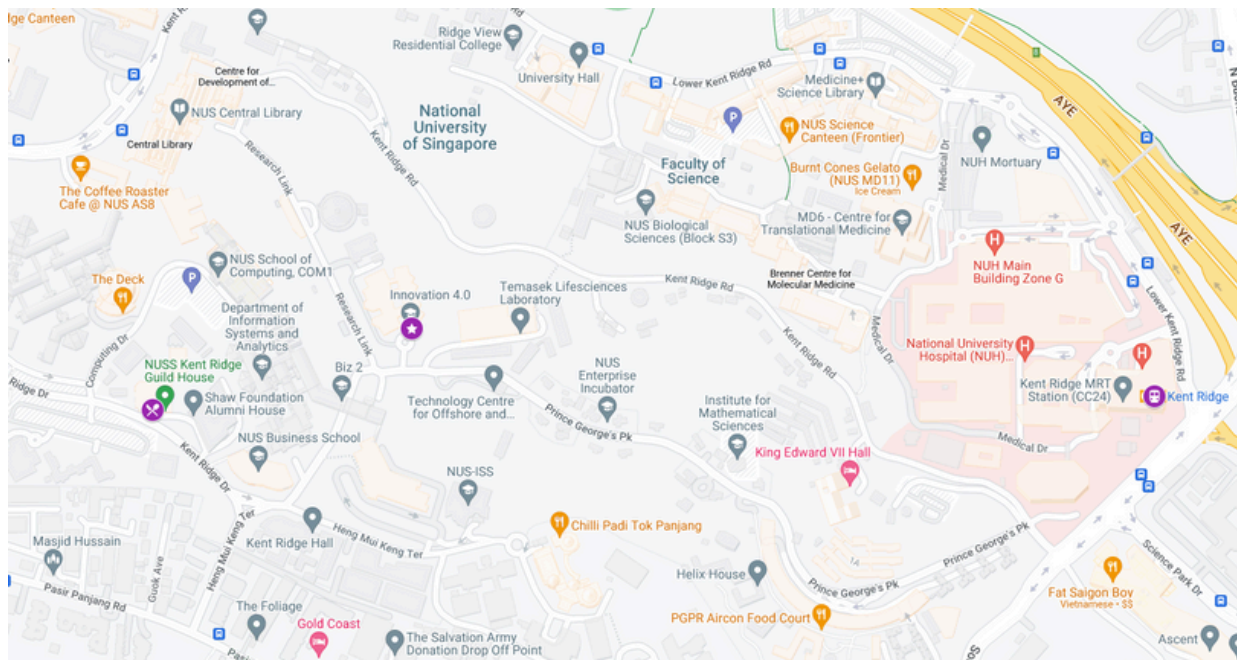 ge Canteen
Kent R
Centre for
Development of...
NUS Central Library
Central Library
The Coffee Roaster
Cafe @ NUS AS8
Ridge View
Residential College
University Hall
National
University
of Singapore
Lower Kent Ridge Rd
Medicine+
Science Library
P
NUS Science
Canteen (Frontier)
Faculty of
Science
Burnt Cones Gelato
(NUS MD11)
Ice Cream
Medical Dr
NUH Mortuary
AYE
AYE
N Buona
Kent Ridge Rd
Research Link
NUS Biological
Sciences (Block S3)
MD6 - Centre for
Translational Medicine
NUS School of
Computing, COM1
P
The Deck
Department of
Information
Systems and
Analytics
Innovation 4.0
Temasek Lifesciences
Laboratory
Kent Ridge Rd
Brenner Centre for
Molecular Medicine
H
NUH Main
Building Zone G
Lower Kent Ridge Rd
Research Link
Computing Dr
Kent Ridge Rd
Medical Dr
National University
Hospital (NUH)...
H
H
Kent Ridge MRT
Station (CC24)
Kent Ridge
Ridge Dr
NUSS Kent Ridge
Guild House
Shaw Foundation
Alumni House
Biz 2
Technology Centre
for Offshore and...
NUS
Enterprise
Incubator
Institute for
Mathematical
Sciences
Prince George's Pk
Medical Dr
NUS Business School
Kent Ridge Dr
NUS-ISS
King Edward VII Hall
Chilli Padi Tok Panjang
Kent Ridge Hall
Heng Mui Keng Ter
Heng Mui Keng Ter
Masjid Hussain
Guok Ave
Pasir Panjang Rd
Helix House
1A
Prince George's Pk
Prince George's Pk
PGPR Aircon Food Court
Science Park Dr
Fat Saigon Boy
Vietnamese • $$
The Foliage
Gold Coast
The Salvation Army
Donation Drop Off Point
Ascent